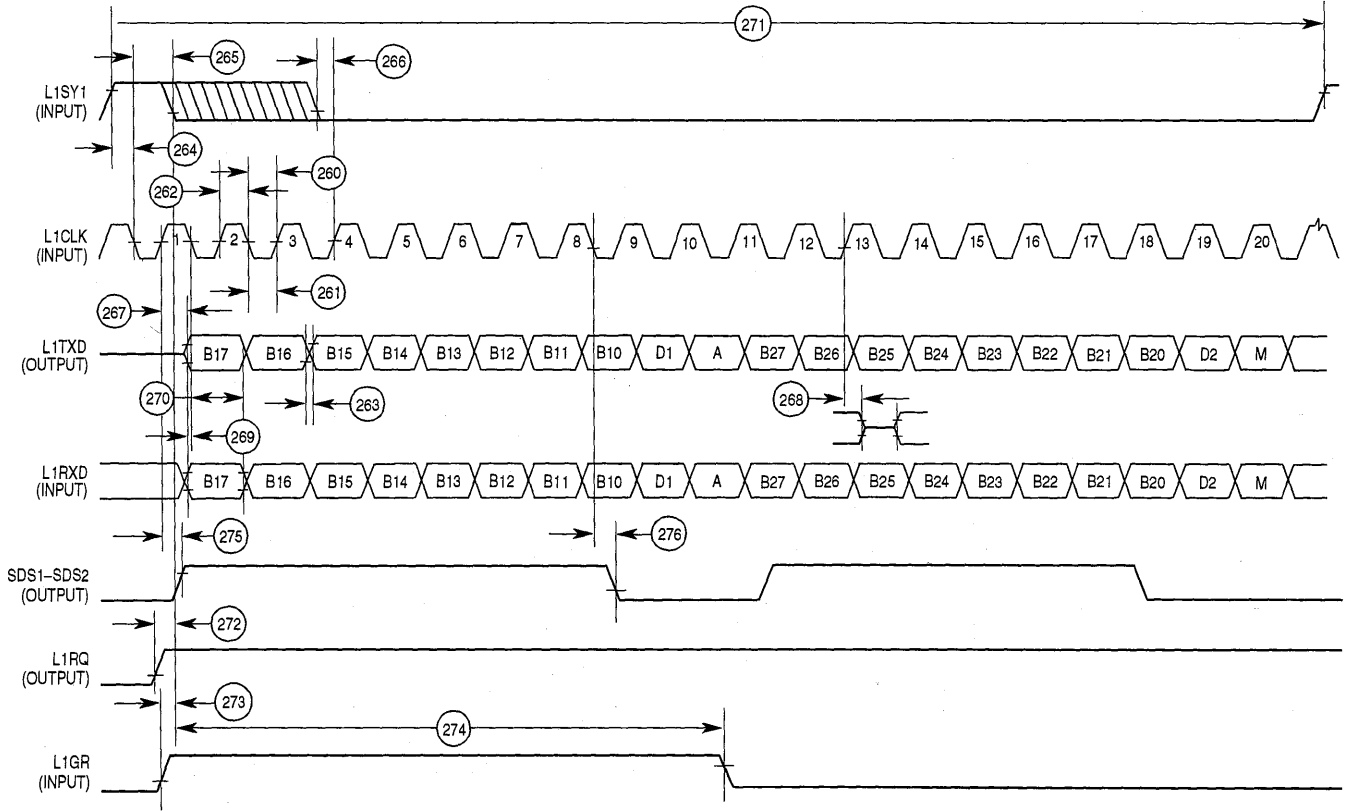 271
265
266
L1SY1
(INPUT)
264
260
262
L1CLK
(INPUT)
1 2 3 4 5 6 7 8 9 10 11 12 13 14 15 16 17 18 19 20
261
267
L1TXD
(OUTPUT)
B17 B16 B15 B14 B13 B12 B11 B10 D1 A B27 B26 B25 B24 B23 B22 B21 B20 D2 M
270
263
268
269
L1RXD
(INPUT)
B17 B16 B15 B14 B13 B12 B11 B10 D1 A B27 B26 B25 B24 B23 B22 B21 B20 D2 M
275
276
SDS1–SDS2
(OUTPUT)
272
L1RQ
(OUTPUT)
273
274
L1GR
(INPUT)